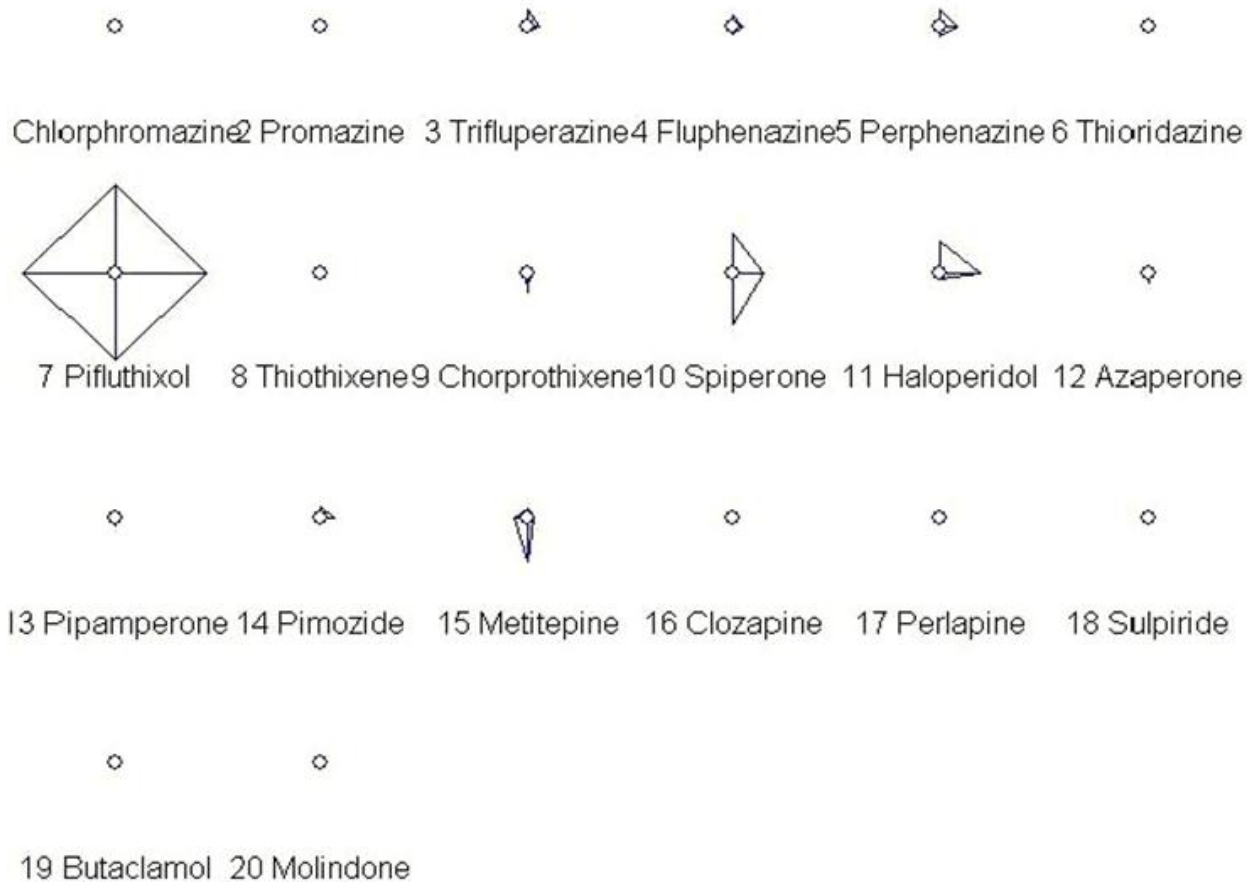 Chlorphromazine2 Promazine 3 Trifluperazine4 Fluphenazine5 Perphenazine 6 Thioridazine
7 Pifluthixol 8 Thiothixene9 Chorprothixene10 Spiperone 11 Haloperidol 12 Azaperone
13 Pipamperone 14 Pimozide 15 Metitepine 16 Clozapine 17 Perlapine 18 Sulpiride
19 Butaclamol 20 Molindone